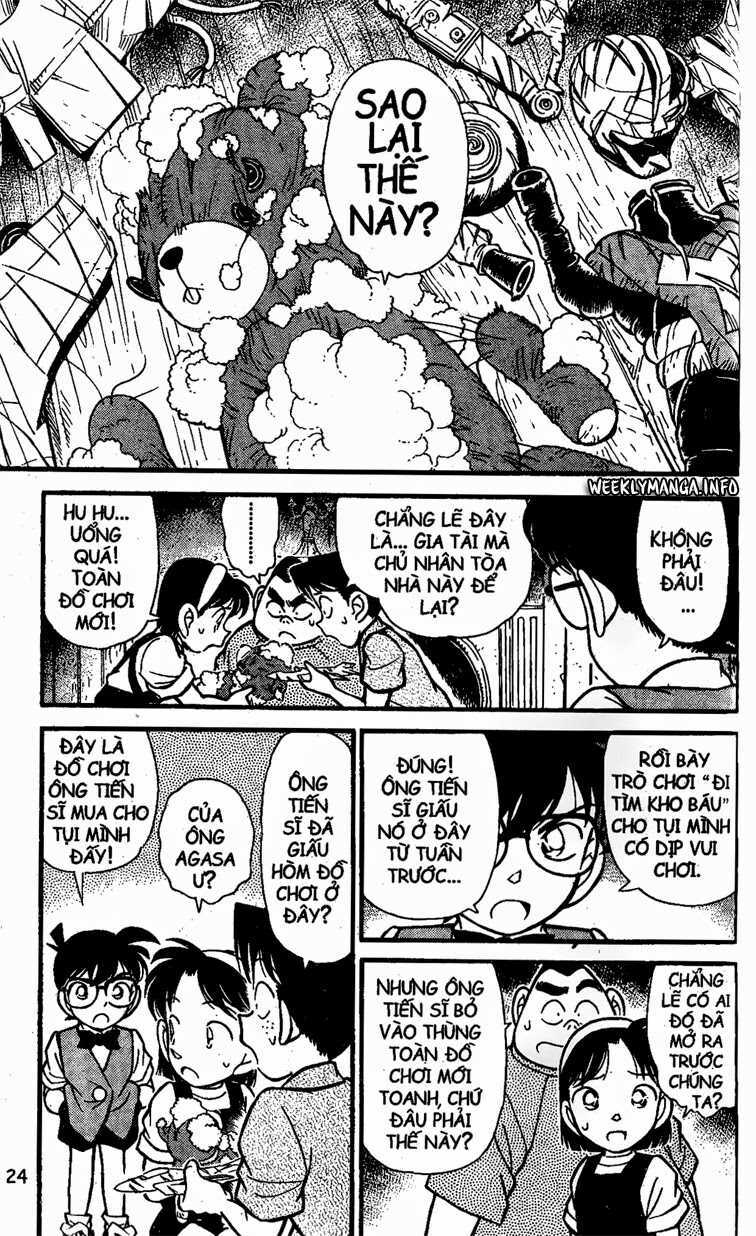 SAO
LẠI
THẾ
NÀY?
WEEKLYMANGA.INFO
HU HU...
UỔNG
QUÁ!
TOÀN
ĐỒ CHƠI
MỚI!
.........
CHẲNG LẼ ĐÂY
LÀ... GIA TÀI MÀ
CHỦ NHÂN TÒA
NHÀ NÀY ĐỂ
LẠI?
KHÔNG
PHẢI
ĐÂU!
...
ĐÂY LÀ
ĐỒ CHƠI
ÔNG TIẾN
SĨ MUA CHO
TỤI MÌNH
ĐẤY!
CỦA
ÔNG
AGASA
Ư?
ÔNG
TIẾN
SĨ ĐÃ
GIẤU
HÒM ĐỒ
CHƠI Ở
ĐÂY?
ĐÚNG!
ÔNG TIẾN
SĨ GIẤU
NÓ Ở ĐÂY
TỪ TUẦN
TRƯỚC...
RỒI BÀY
TRÒ CHƠI “ĐI
TÌM KHO BÁU”
CHO TỤI MÌNH
CÓ DỊP VUI
CHƠI.
NHƯNG ÔNG
TIẾN SĨ BỎ
VÀO THÙNG
TOÀN ĐỒ
CHƠI MỚI
TOANH, CHỨ
ĐÂU PHẢI
THẾ NÀY?
CHẲNG
LẼ CÓ AI
ĐÓ ĐÃ
MỞ RA
TRƯỚC
CHÚNG
TA?
24